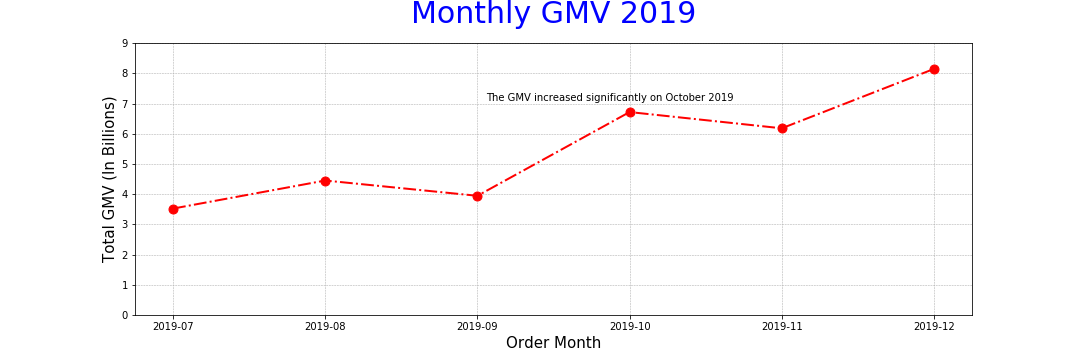 Monthly GMV 2019
9
8
7
6
5
4
3
2
1
0
Total GMV (In Billions)
The GMV increased significantly on October 2019
2019-07 2019-08 2019-09 2019-10 2019-11 2019-12
Order Month